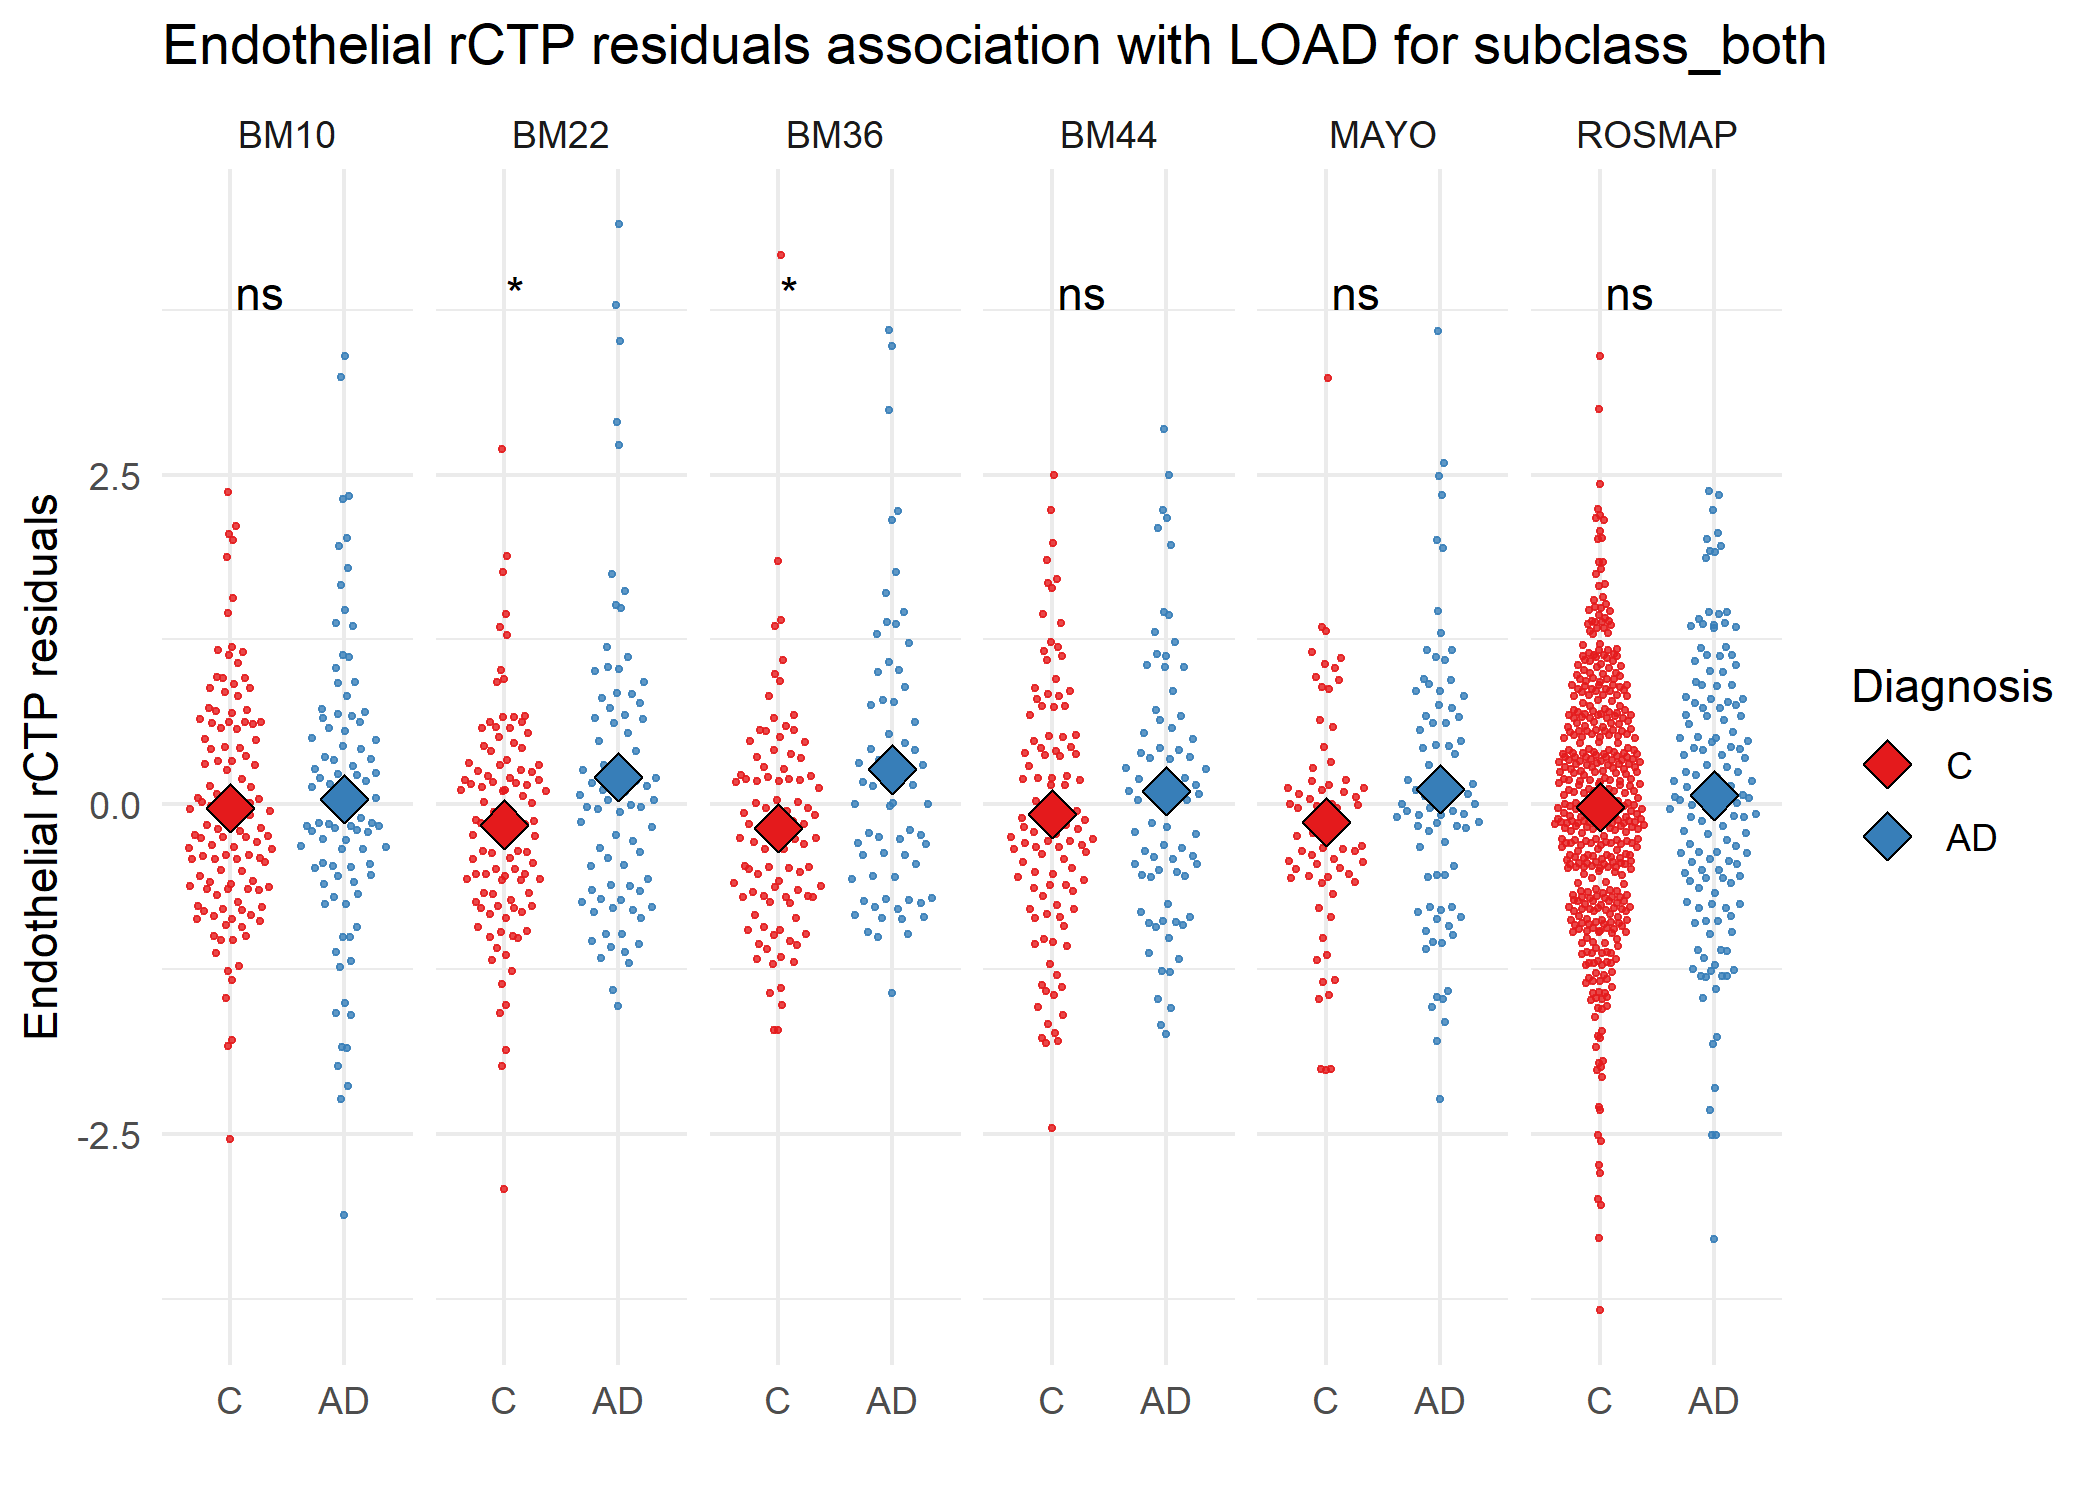 Endothelial rCTP residuals association with LOAD for subclass_both
BM10 BM22 BM36 BM44 MAYO ROSMAP
ns * * ns ns ns
Endothelial rCTP residuals
2.5
0.0
-2.5
C AD C AD C AD C AD C AD C AD
Diagnosis
C
AD